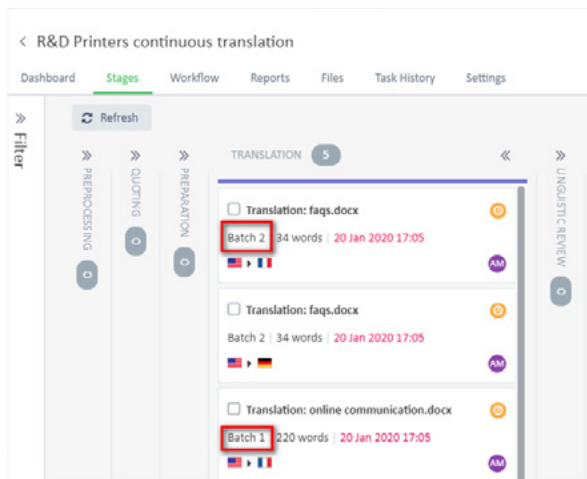 < R&D Printers continuous translation
Dashboard Stages Workflow Reports Files Task History Settings
Refresh
Filter
PREPROCESSING 0
QUOTING 0
PREPARATION 0
TRANSLATION 5
Translation: faqs.docx
Batch 2 | 34 words | 20 Jan 2020 17:05
AM
Translation: faqs.docx
Batch 2 | 34 words | 20 Jan 2020 17:05
AM
Translation: online communication.docx
Batch 1 | 220 words | 20 Jan 2020 17:05
AM
LINGUISTIC REVIEW 0